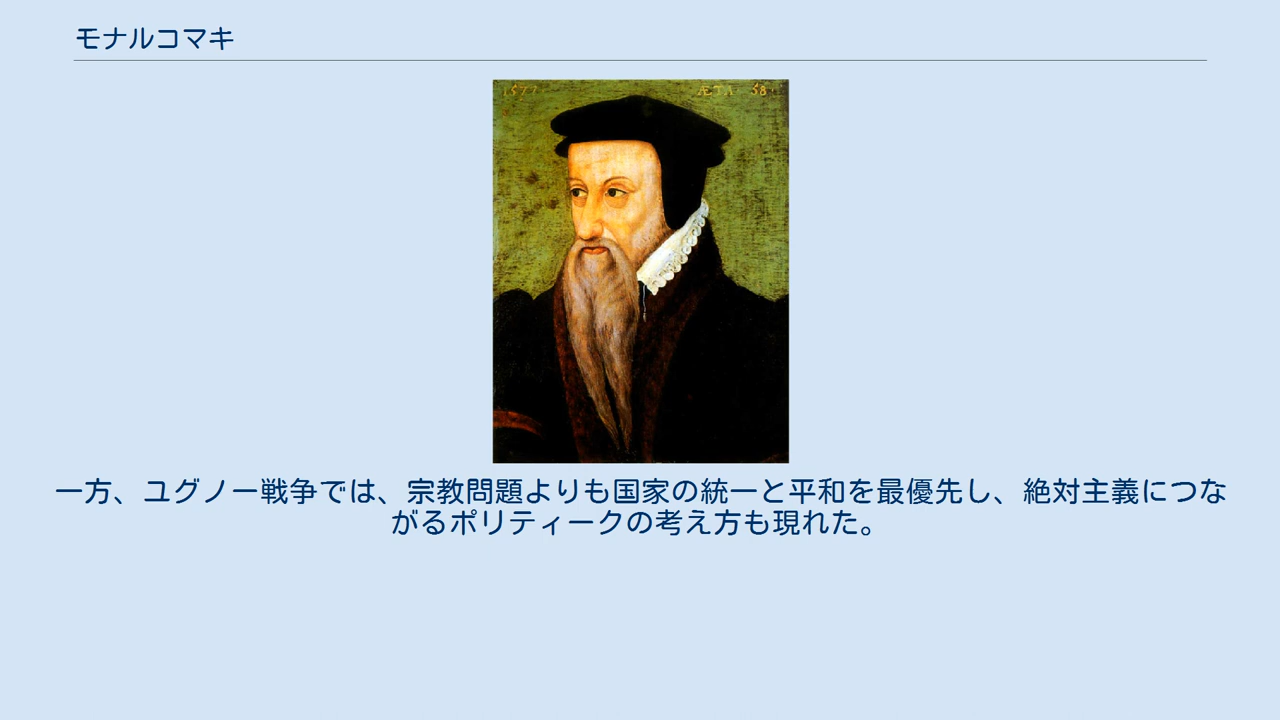 モナルコマキ
1577 ÆTA 58
一方、ユグノー戦争では、宗教問題よりも国家の統一と平和を最優先し、絶対主義につな
がるポリティークの考え方も現れた。